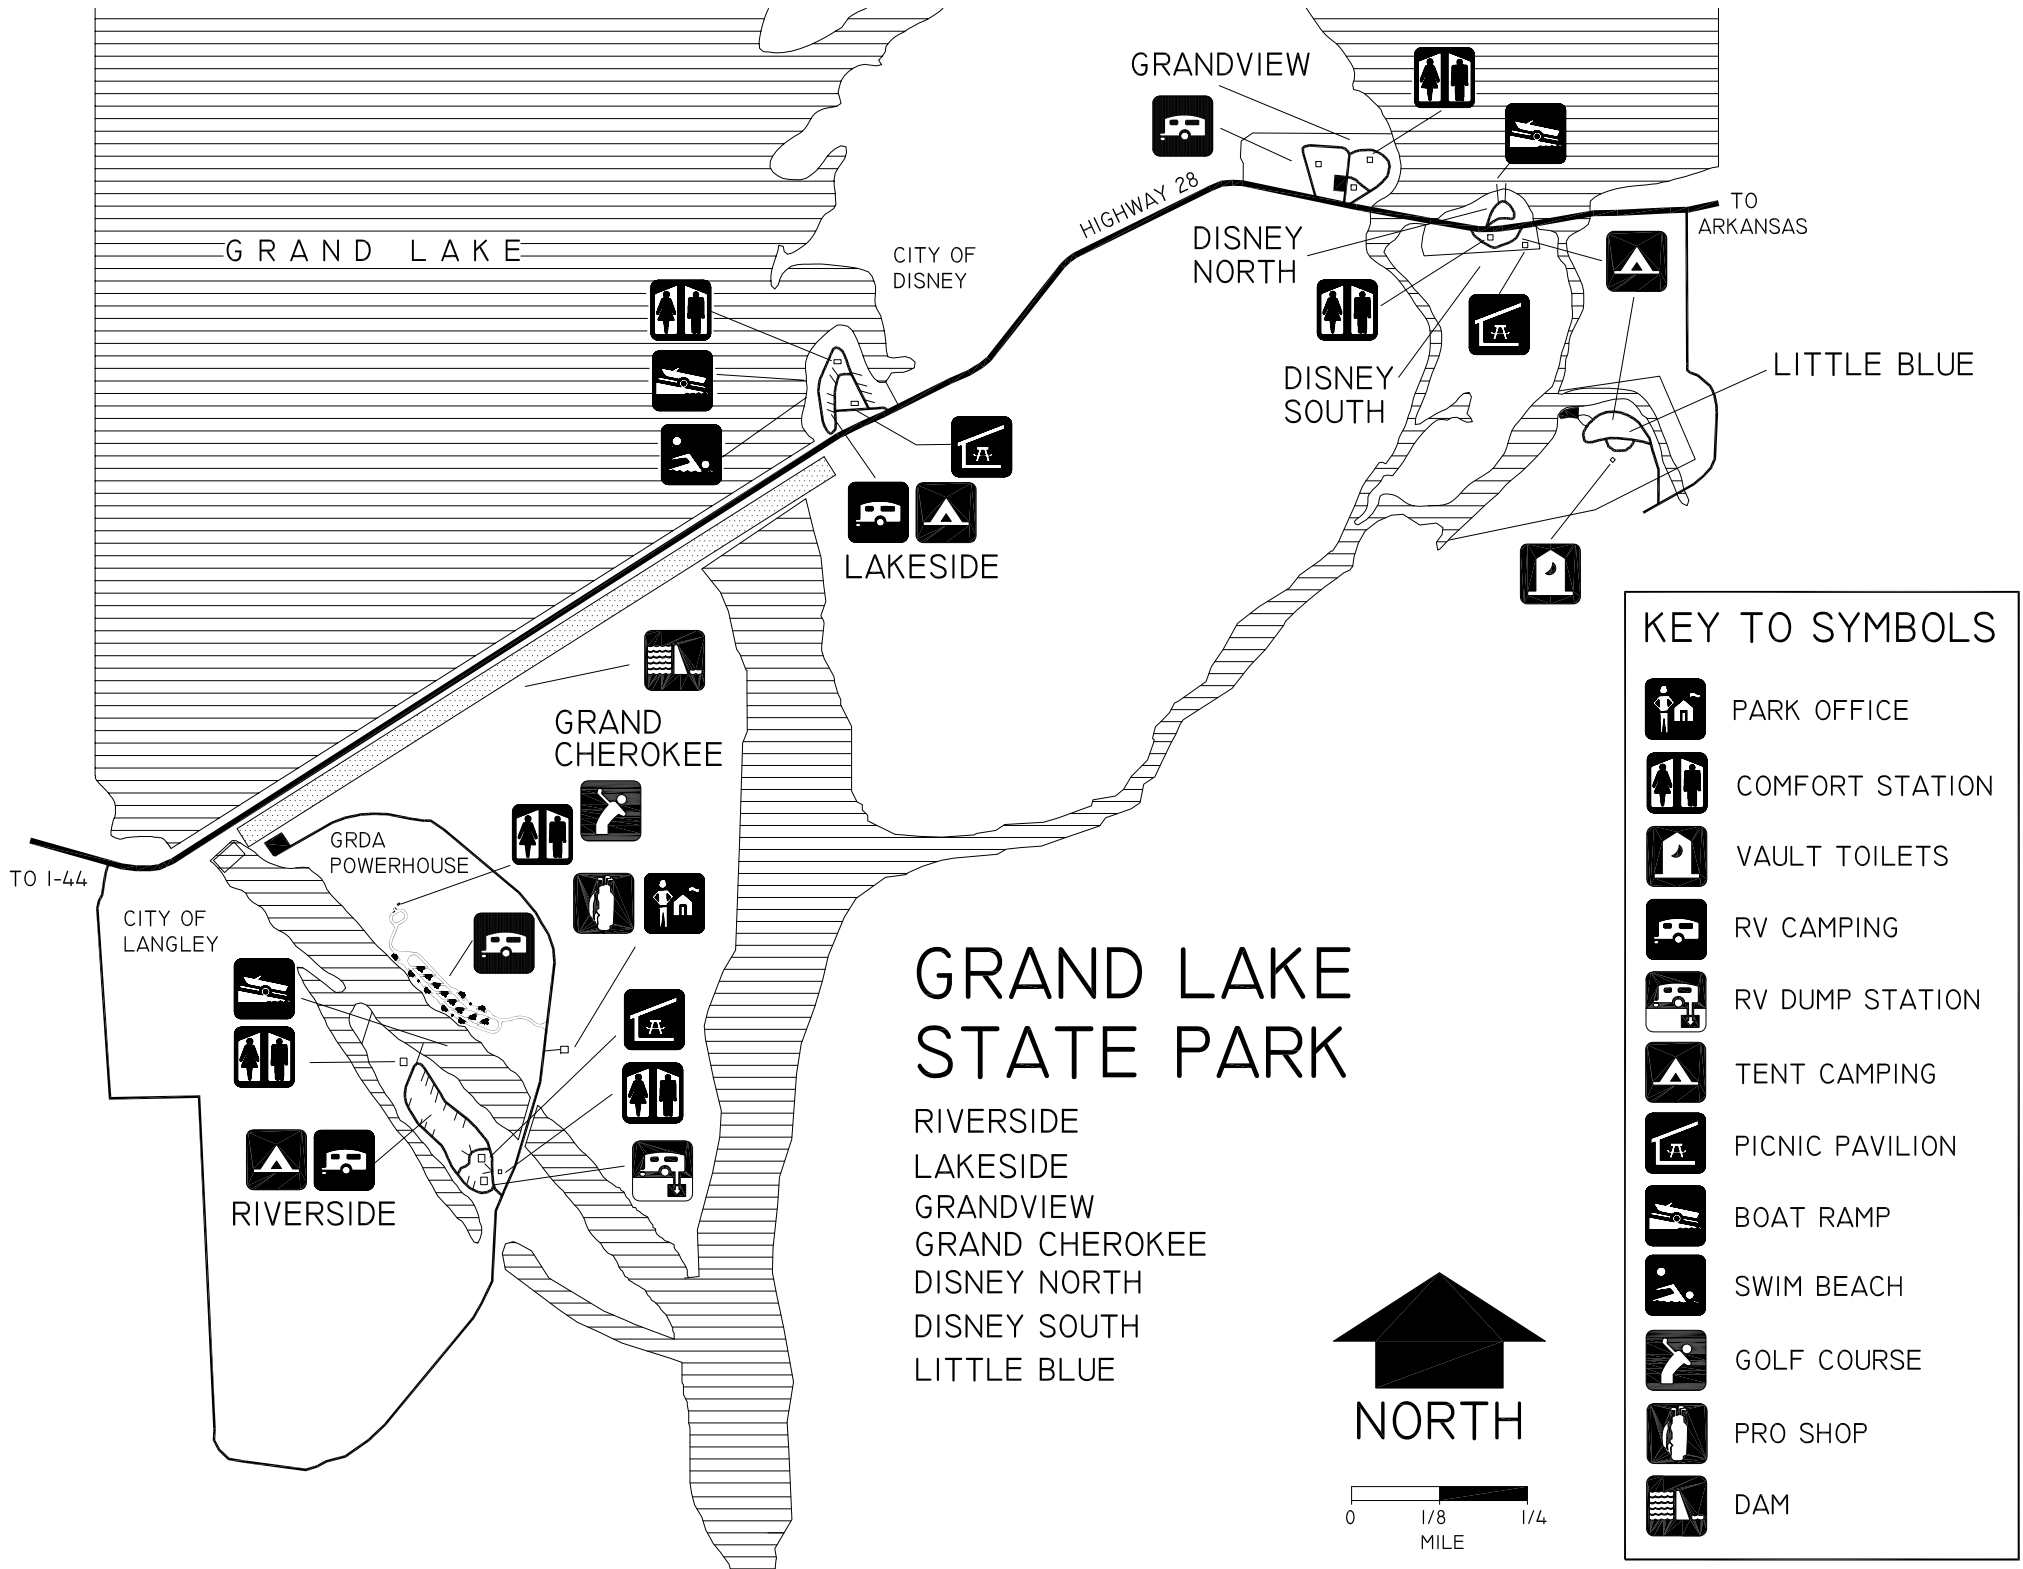 GRANDVIEW
HIGHWAY 28
TO
ARKANSAS
GRAND LAKE
CITY OF
DISNEY
DISNEY
NORTH
DISNEY
SOUTH
LITTLE BLUE
LAKESIDE
GRAND
CHEROKEE
GRDA
POWERHOUSE
TO I-44
CITY OF
LANGLEY
RIVERSIDE
GRAND LAKE
STATE PARK
RIVERSIDE
LAKESIDE
GRANDVIEW
GRAND CHEROKEE
DISNEY NORTH
DISNEY SOUTH
LITTLE BLUE
NORTH
0 1/8 1/4
MILE
KEY TO SYMBOLS
PARK OFFICE
COMFORT STATION
VAULT TOILETS
RV CAMPING
RV DUMP STATION
TENT CAMPING
PICNIC PAVILION
BOAT RAMP
SWIM BEACH
GOLF COURSE
PRO SHOP
DAM